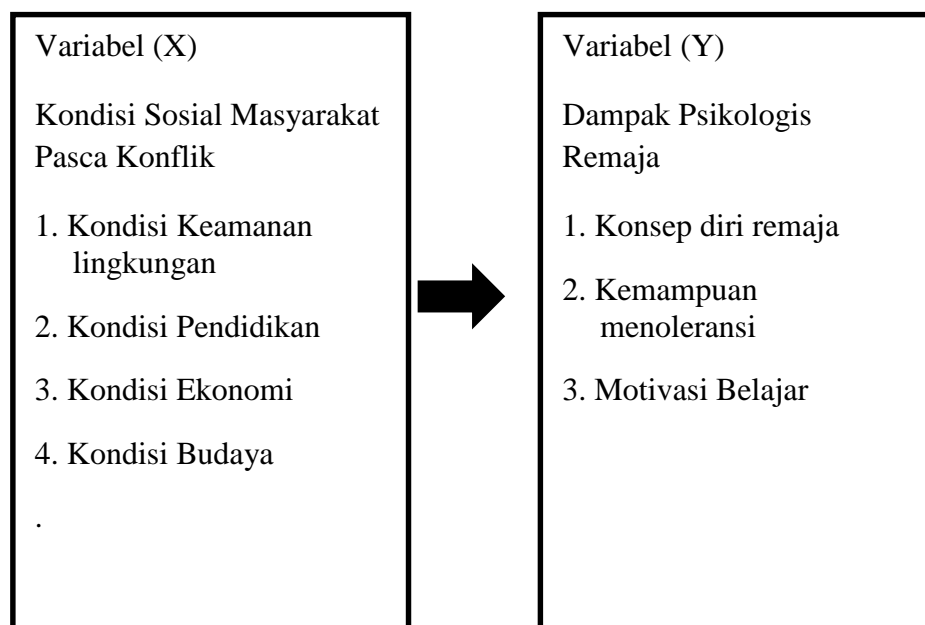 Variabel (X)
Kondisi Sosial Masyarakat
Pasca Konflik
1. Kondisi Keamanan
lingkungan
2. Kondisi Pendidikan
3. Kondisi Ekonomi
4. Kondisi Budaya
.
Variabel (Y)
Dampak Psikologis
Remaja
1. Konsep diri remaja
2. Kemampuan
menoleransi
3. Motivasi Belajar